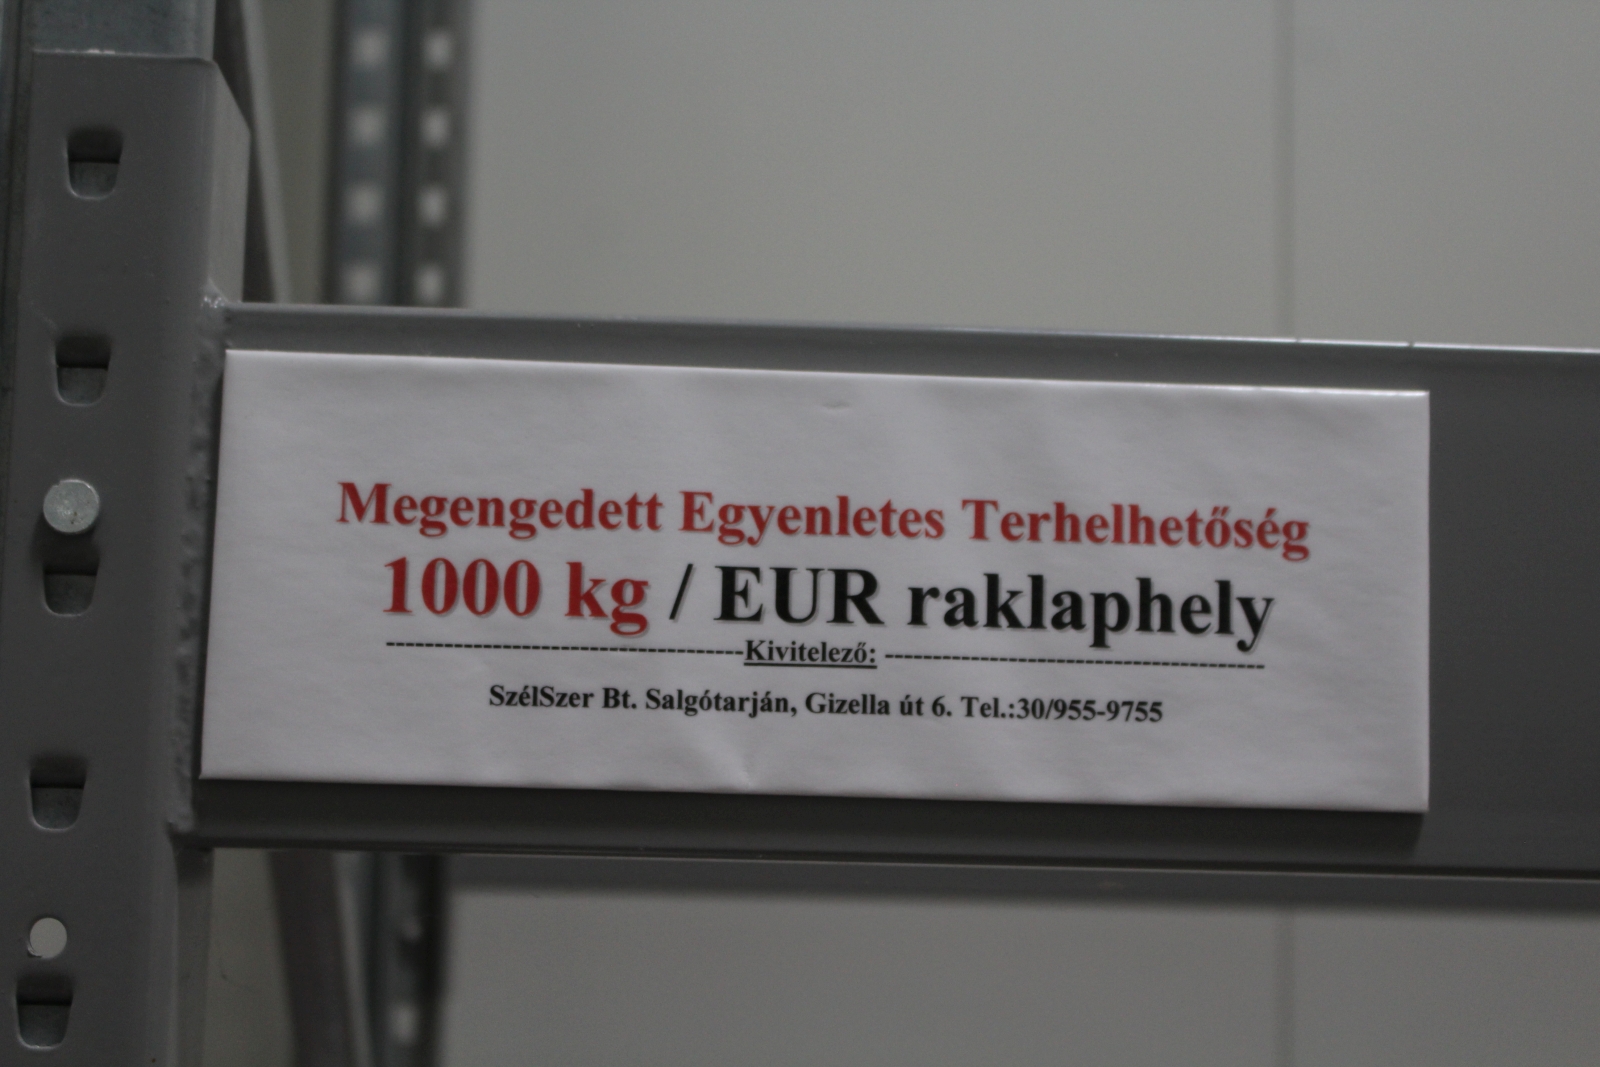 Megengedett Egyenletes Terhelhetőség
1000 kg / EUR raklaphely
-------------------------------------Kivitelező: ---------------------------------------
SzélSzer Bt. Salgótarján, Gizella út 6. Tel.:30/955-9755